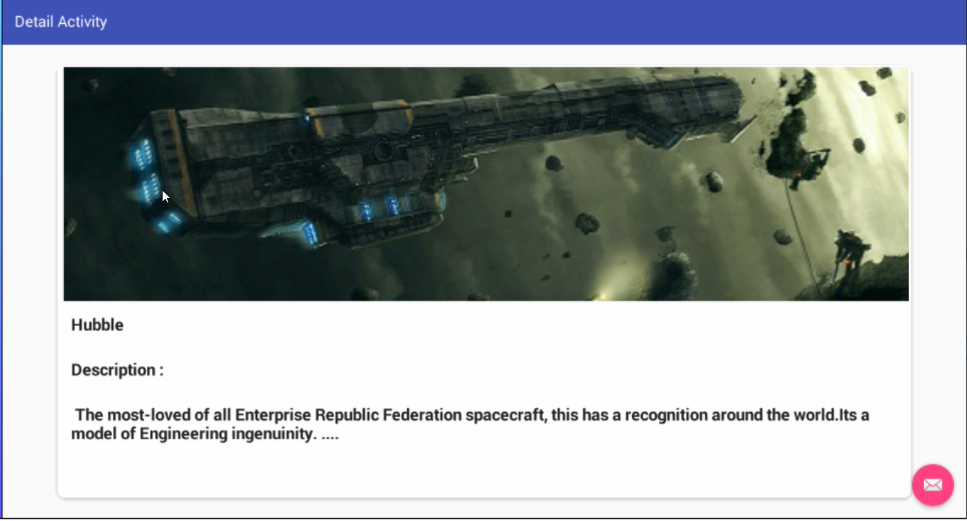 Detail Activity
Hubble
Description :
The most-loved of all Enterprise Republic Federation spacecraft, this has a recognition around the world.Its a
model of Engineering ingenuinity. ....